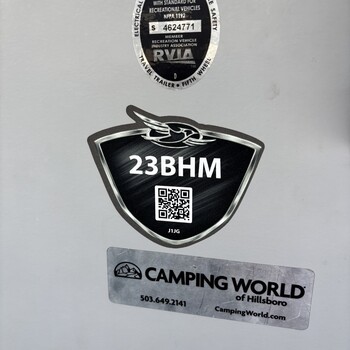 ELECTRICAL
SAFETY
WITH STANDARD FOR
RECREATIONAL VEHICLES
NFPA 1192
S 4624771
MEMBER
RECREATION VEHICLE
INDUSTRY ASSOCIATION
RVIA
TRAVEL TRAILER • FIFTH WHEEL
23BHM
J1JG
CAMPING WORLD
of Hillsboro
503.649.2141
CampingWorld.com